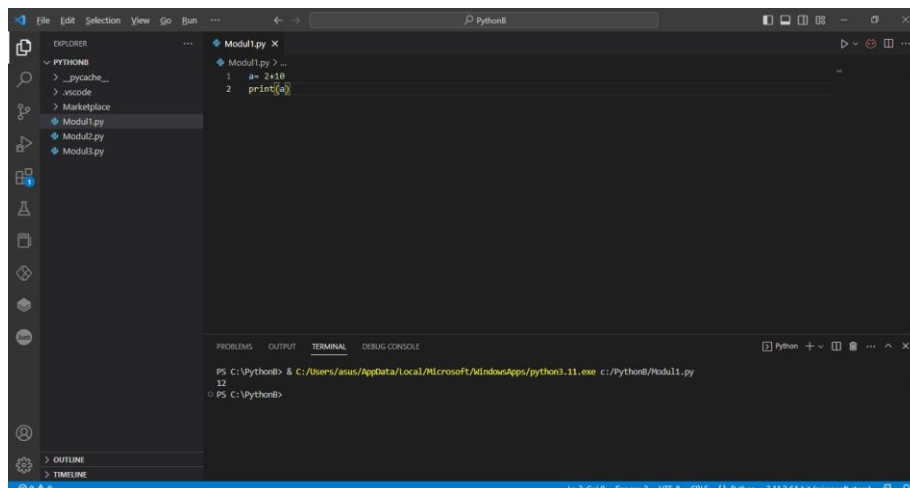 File Edit Selection View Go Run ... PythonB
EXPLORER ...
PYTHONB
__pycache__
.vscode
Marketplace
Modul1.py
Modul2.py
Modul3.py
OUTLINE
TIMELINE
Modul1.py
Modul1.py > ...
1 a= 2+10
2 print(a)
PROBLEMS OUTPUT TERMINAL DEBUG CONSOLE Python
PS C:\PythonB> & C:/Users/asus/AppData/Local/Microsoft/WindowsApps/python3.11.exe c:/PythonB/Modul1.py
12
PS C:\PythonB>